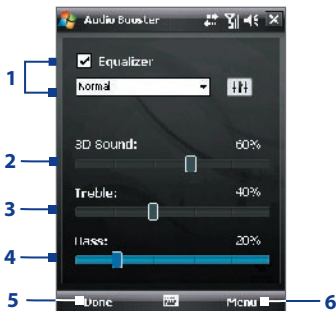 Audio Booster
1
Equalizer
Normal
2
3D Sound: 60%
3
Treble: 40%
4
Bass: 20%
5
Done Menu
6